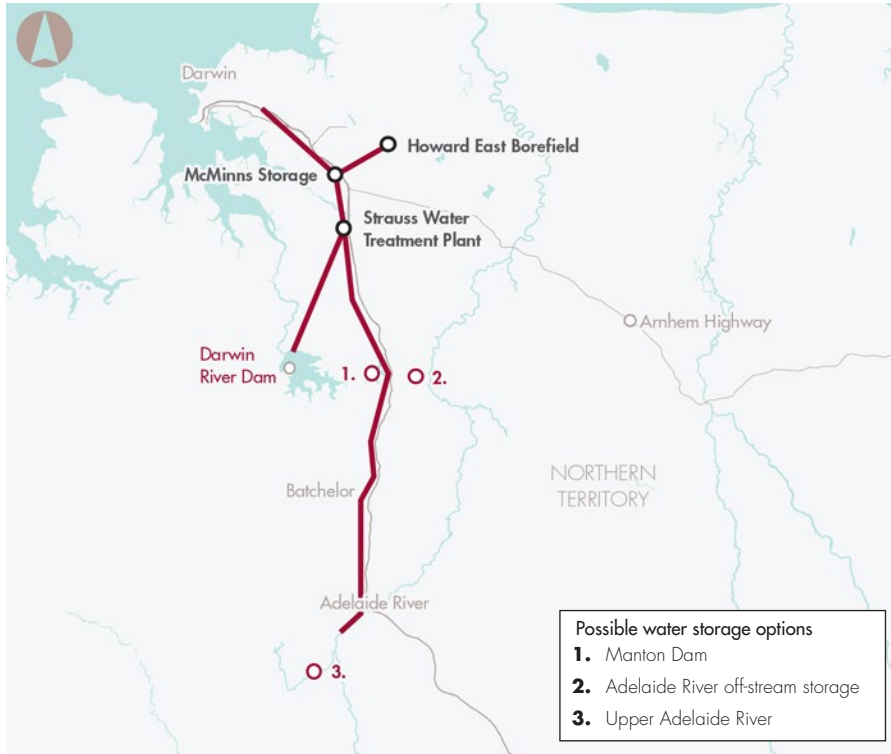 Darwin
Howard East Borefield
McMinns Storage
Strauss Water
Treatment Plant
Arnhem Highway
Darwin
River Dam
1.
2.
Batchelor
NORTHERN
TERRITORY
Adelaide River
3.
Possible water storage options
1. Manton Dam
2. Adelaide River off-stream storage
3. Upper Adelaide River